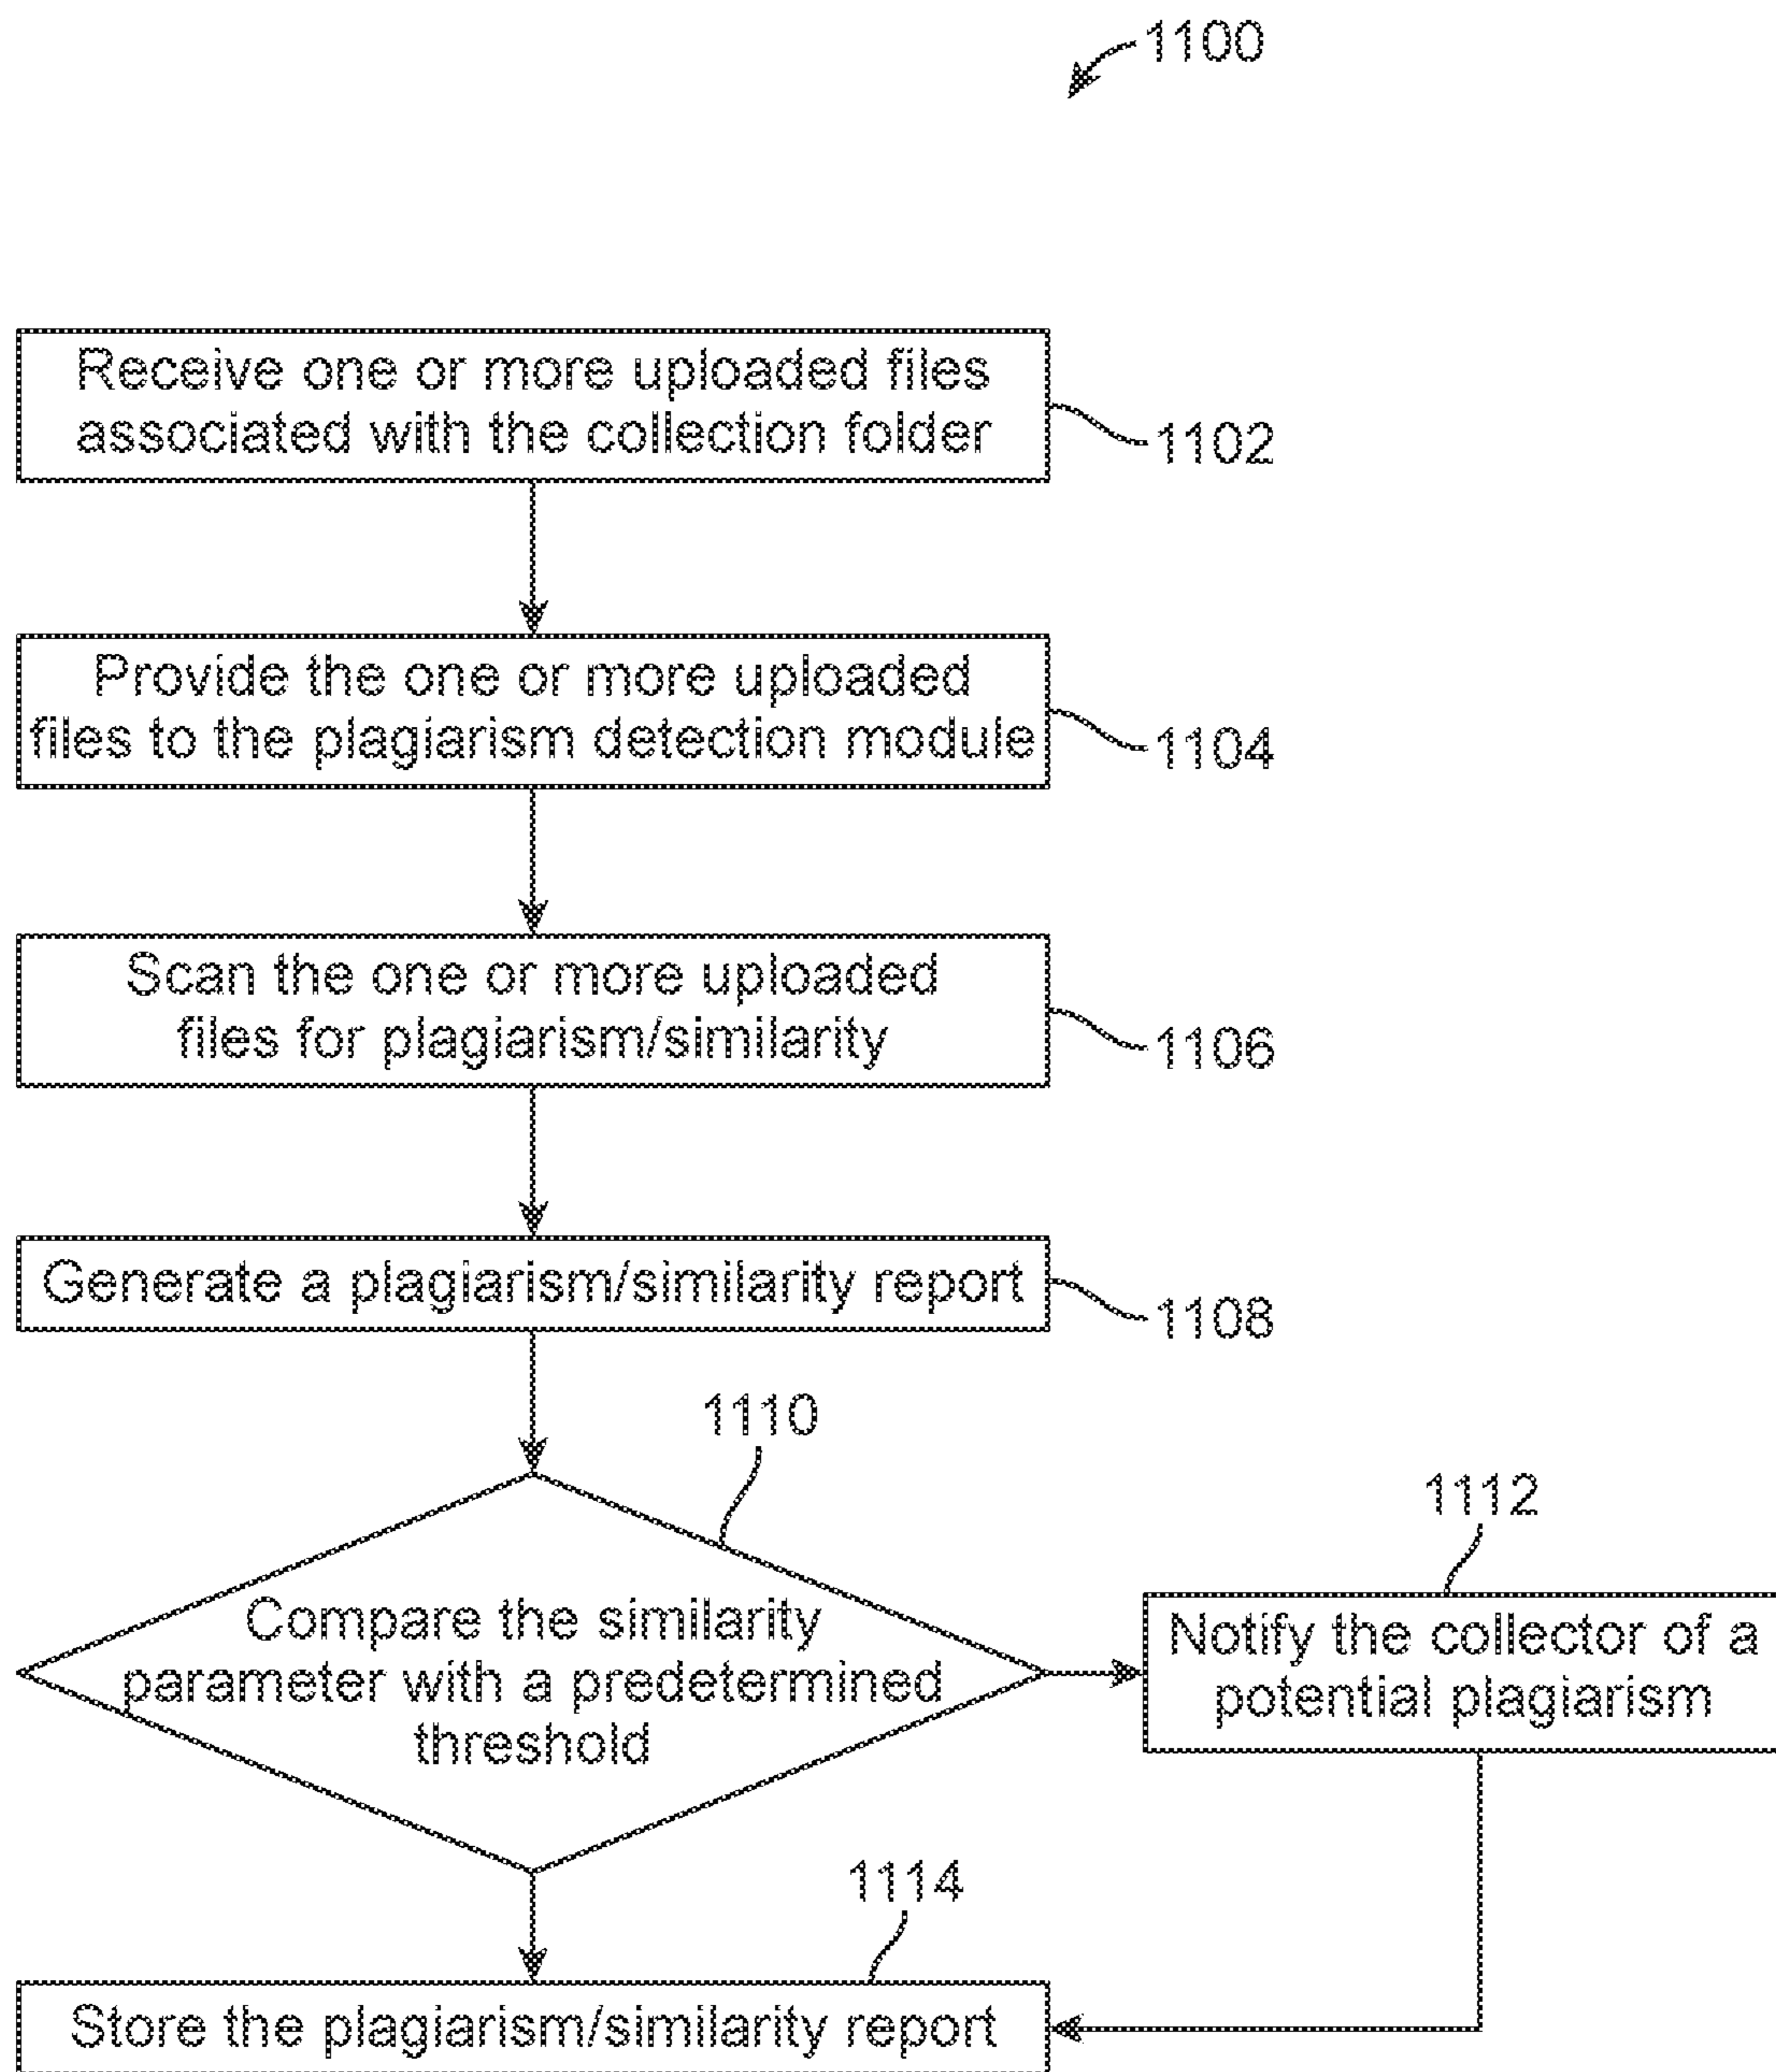 1100
Receive one or more uploaded files
associated with the collection folder
1102
Provide the one or more uploaded
files to the plagiarism detection module
1104
Scan the one or more uploaded
files for plagiarism/similarity
1106
Generate a plagiarism/similarity report
1108
1110
Compare the similarity
parameter with a predetermined
threshold
1112
Notify the collector of a
potential plagiarism
1114
Store the plagiarism/similarity report